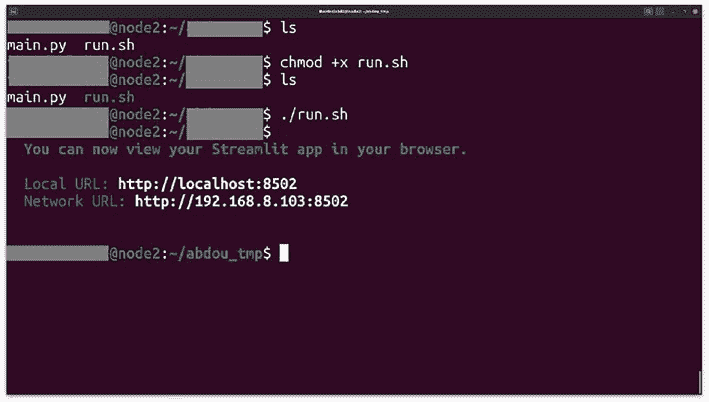 @node2:~/ $ ls
main.py run.sh
@node2:~/ $ chmod +x run.sh
@node2:~/ $ ls
main.py run.sh
@node2:~/ $ ./run.sh
@node2:~/ $
You can now view your Streamlit app in your browser.
Local URL: http://localhost:8502
Network URL: http://192.168.8.103:8502
@node2:~/abdou_tmp$